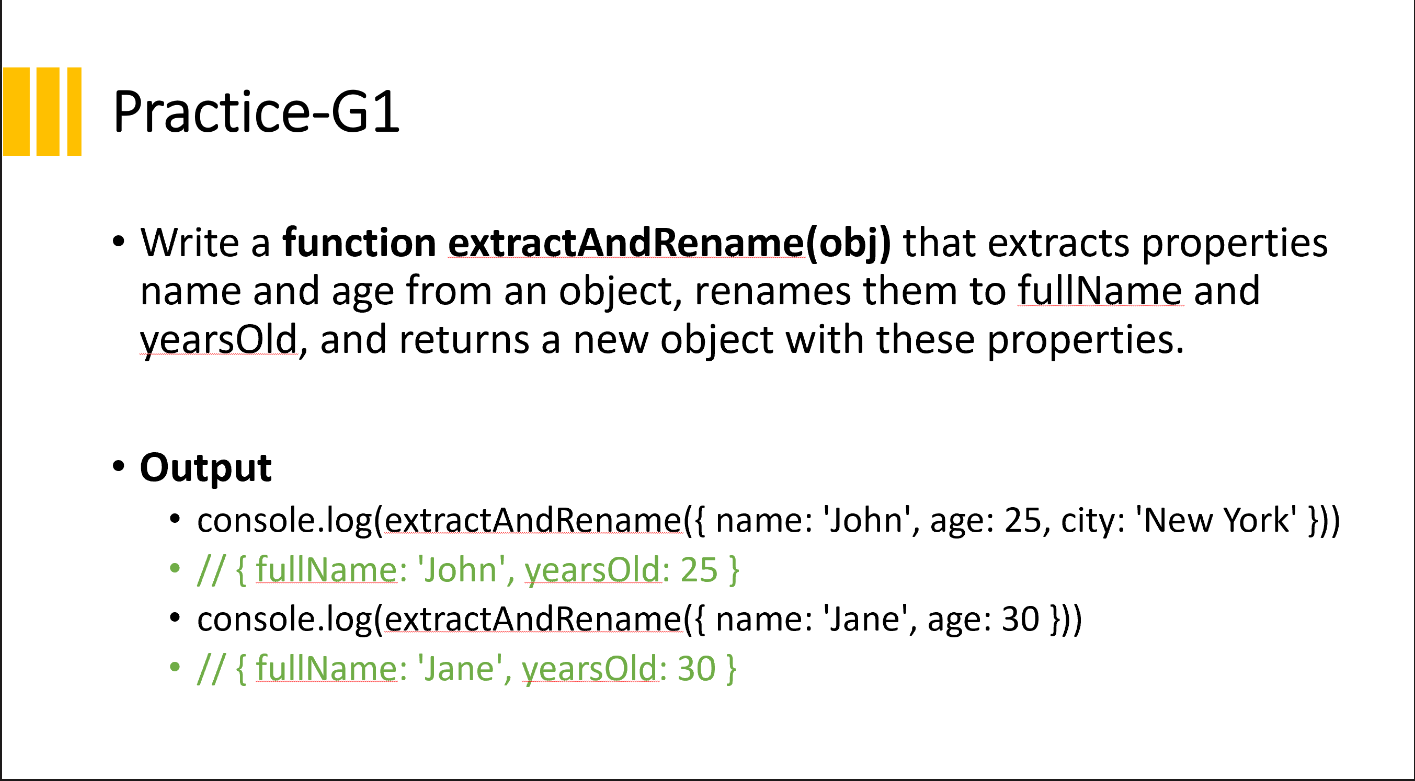 Practice-G1
• Write a function extractAndRename(obj) that extracts properties
name and age from an object, renames them to fullName and
yearsOld, and returns a new object with these properties.
• Output
• console.log(extractAndRename({ name: 'John', age: 25, city: 'New York' }))
• // { fullName: 'John', yearsOld: 25 }
• console.log(extractAndRename({ name: 'Jane', age: 30 }))
• // { fullName: 'Jane', yearsOld: 30 }